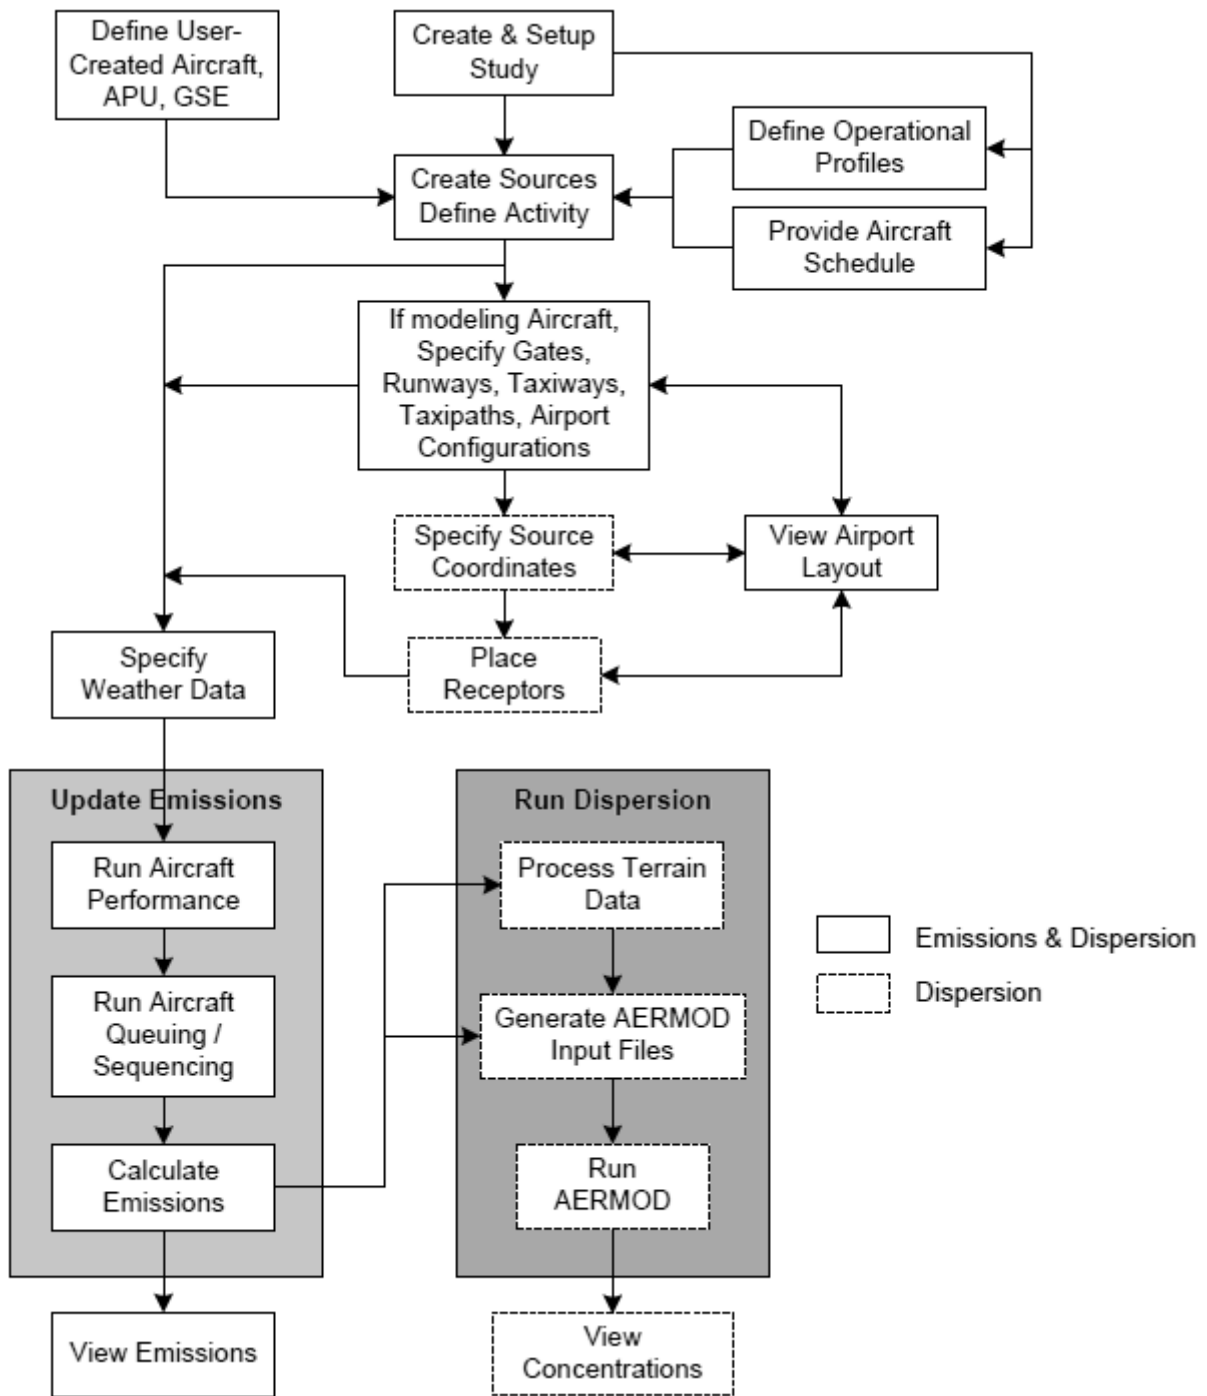 Define User-
Created Aircraft,
APU, GSE
Create & Setup
Study
Define Operational
Profiles
Create Sources
Define Activity
Provide Aircraft
Schedule
If modeling Aircraft,
Specify Gates,
Runways, Taxiways,
Taxipaths, Airport
Configurations
Specify Source
Coordinates
View Airport
Layout
Specify
Weather Data
Place
Receptors
Update Emissions
Run Aircraft
Performance
Run Aircraft
Queuing /
Sequencing
Calculate
Emissions
View Emissions
Run Dispersion
Process Terrain
Data
Generate AERMOD
Input Files
Run
AERMOD
View
Concentrations
Emissions & Dispersion
Dispersion